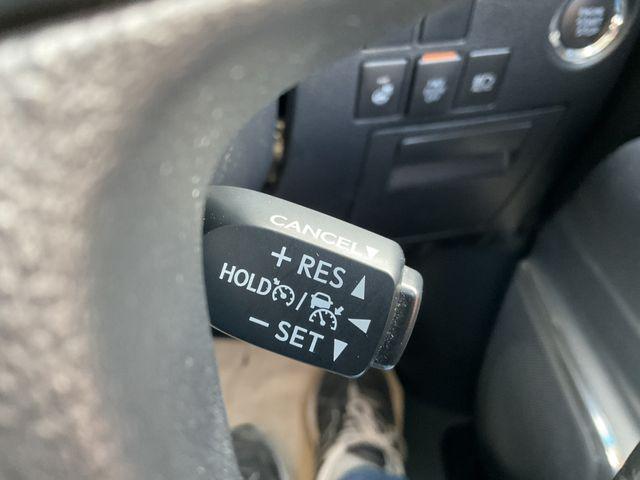 CANCEL
+ RES
HOLD /
− SET